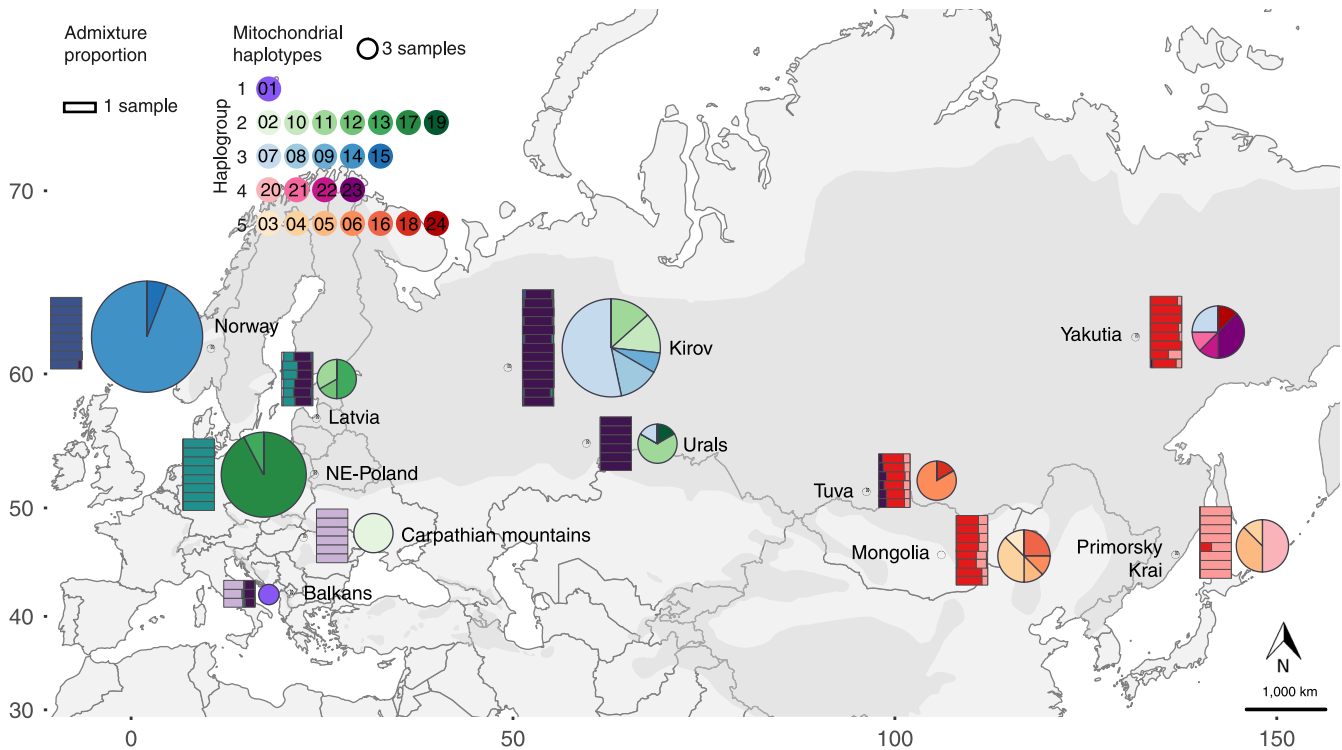 Admixture
proportion
1 sample
Mitochondrial
haplotypes
3 samples
Haplogroup
1 01
2 02 10 11 12 13 17 19
3 07 08 09 14 15
4 20 21 22 23
5 03 04 05 06 16 18 24
70
60
50
40
30
Norway
Kirov
Yakutia
Latvia
Urals
NE-Poland
Tuva
Carpathian mountains
Mongolia
Primorsky
Krai
Balkans
N
1,000 km
0
50
100
150